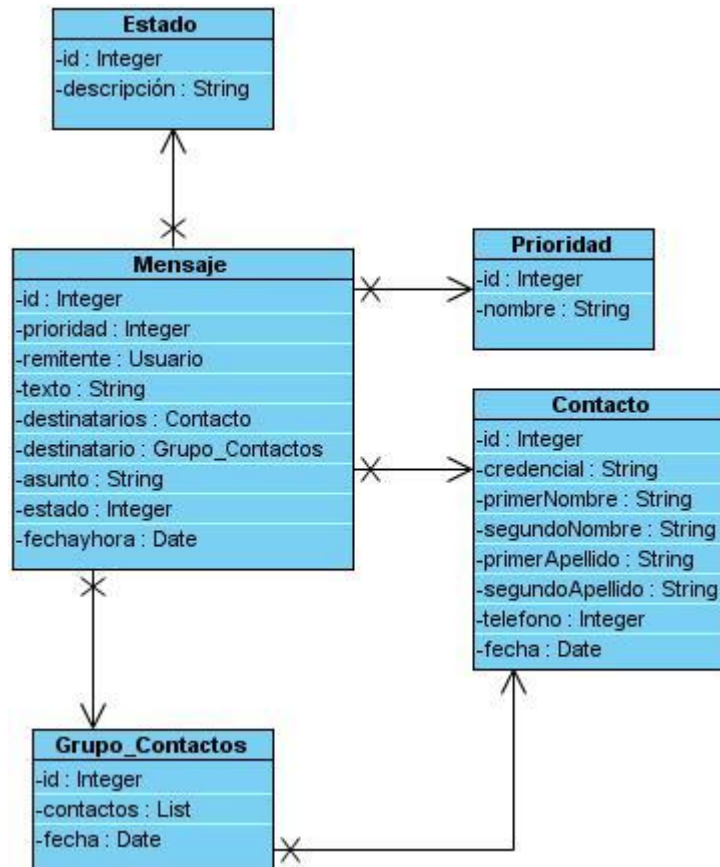 Estado
-id : Integer
-descripción : String
Mensaje
-id : Integer
-prioridad : Integer
-remitente : Usuario
-texto : String
-destinatarios : Contacto
-destinatario : Grupo_Contactos
-asunto : String
-estado : Integer
-fechayhora : Date
Prioridad
-id : Integer
-nombre : String
Contacto
-id : Integer
-credencial : String
-primerNombre : String
-segundoNombre : String
-primerApellido : String
-segundoApellido : String
-telefono : Integer
-fecha : Date
Grupo_Contactos
-id : Integer
-contactos : List
-fecha : Date